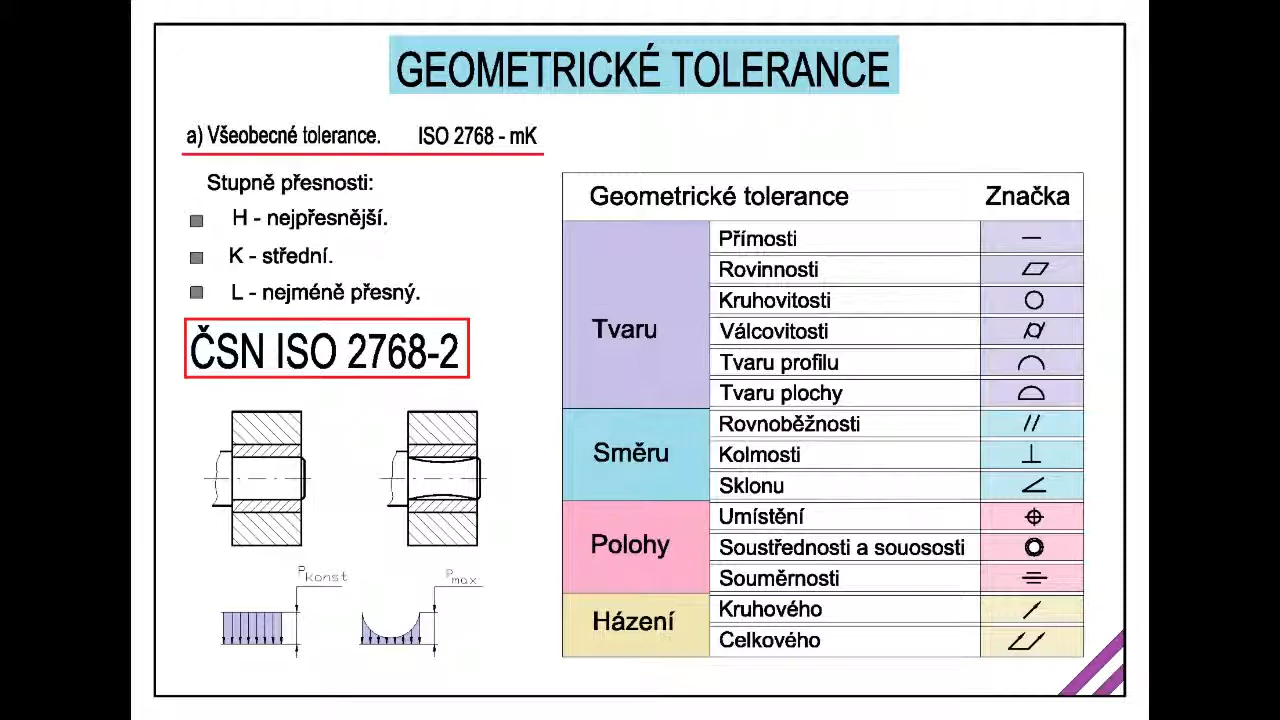 GEOMETRICKÉ TOLERANCE
a) Všeobecné tolerance. ISO 2768 - mK
Stupně přesnosti:
H - nejpřesnější.
K - střední.
L - nejméně přesný.
ČSN ISO 2768-2
Pkonst
Pmax
Geometrické tolerance Značka
Tvaru
Přímosti
Rovinnosti
Kruhovitosti
Válcovitosti
Tvaru profilu
Tvaru plochy
Směru
Rovnoběžnosti
Kolmosti
Sklonu
Polohy
Umístění
Soustřednosti a souososti
Souměrnosti
Házení
Kruhového
Celkového